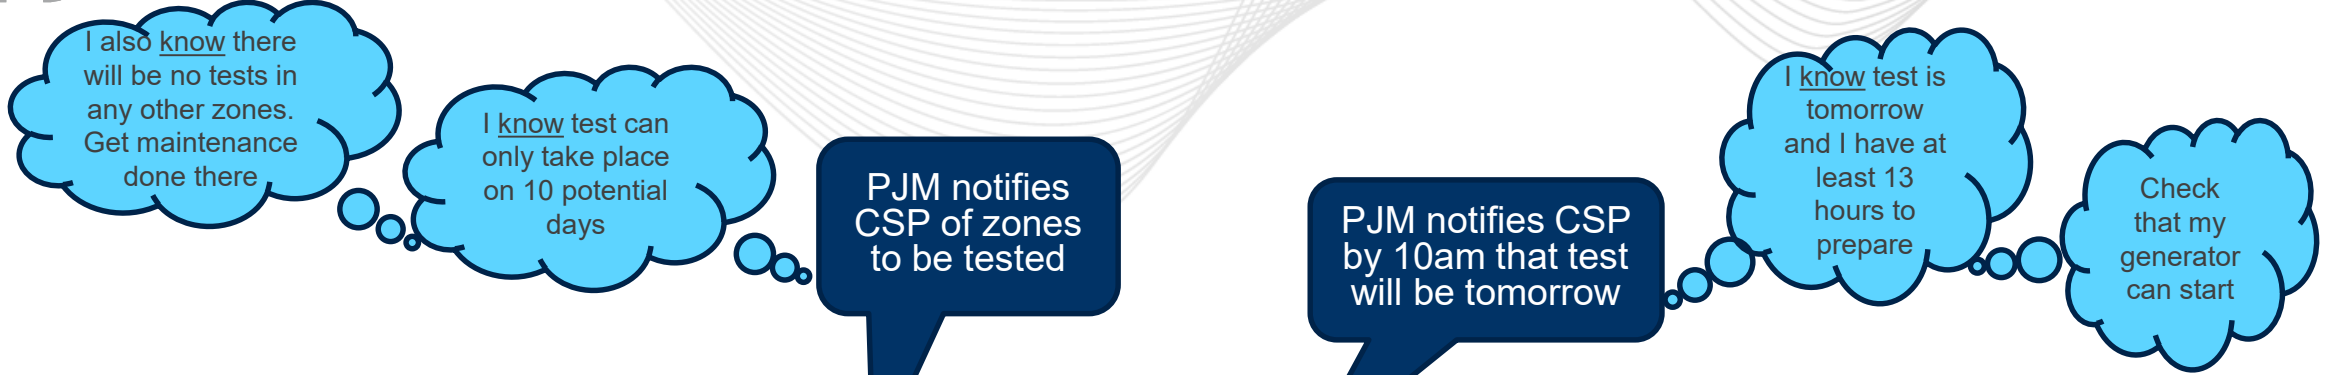 I also know there
will be no tests in
any other zones.
Get maintenance
done there
I know test can
only take place
on 10 potential
days
PJM notifies
CSP of zones
to be tested
PJM notifies CSP
by 10am that test
will be tomorrow
I know test is
tomorrow
and I have at
least 13
hours to
prepare
Check
that my
generator
can start